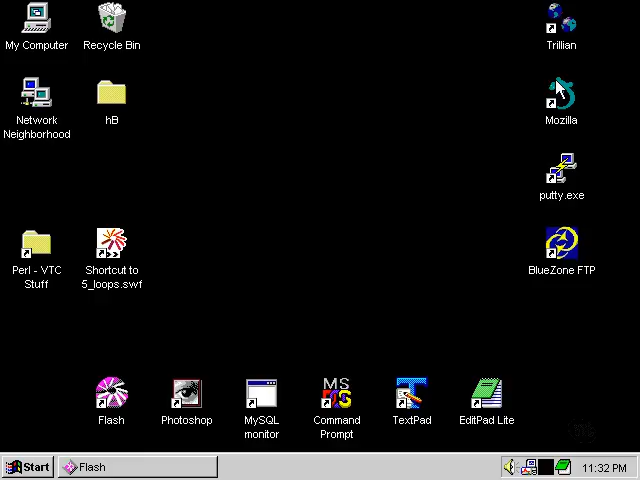 My Computer
Recycle Bin
Trillian
Network
Neighborhood
hB
Mozilla
putty.exe
Perl - VTC
Stuff
Shortcut to
5_loops.swf
BlueZone FTP
MS
Flash
Photoshop
MySQL
monitor
Command
Prompt
TextPad
EditPad Lite
Start
Flash
11:32 PM